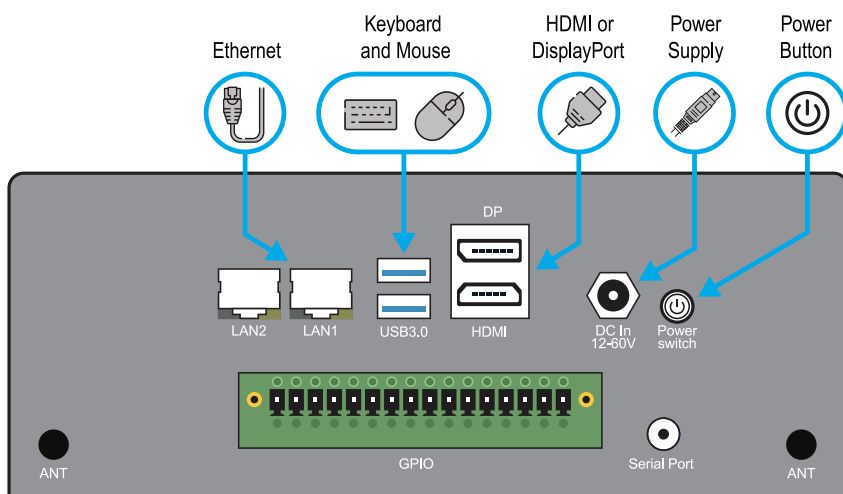 Ethernet
Keyboard
and Mouse
HDMI or
DisplayPort
Power
Supply
Power
Button
DP
LAN2
LAN1
USB3.0
HDMI
DC In
12-60V
Power
switch
GPIO
Serial Port
ANT
ANT